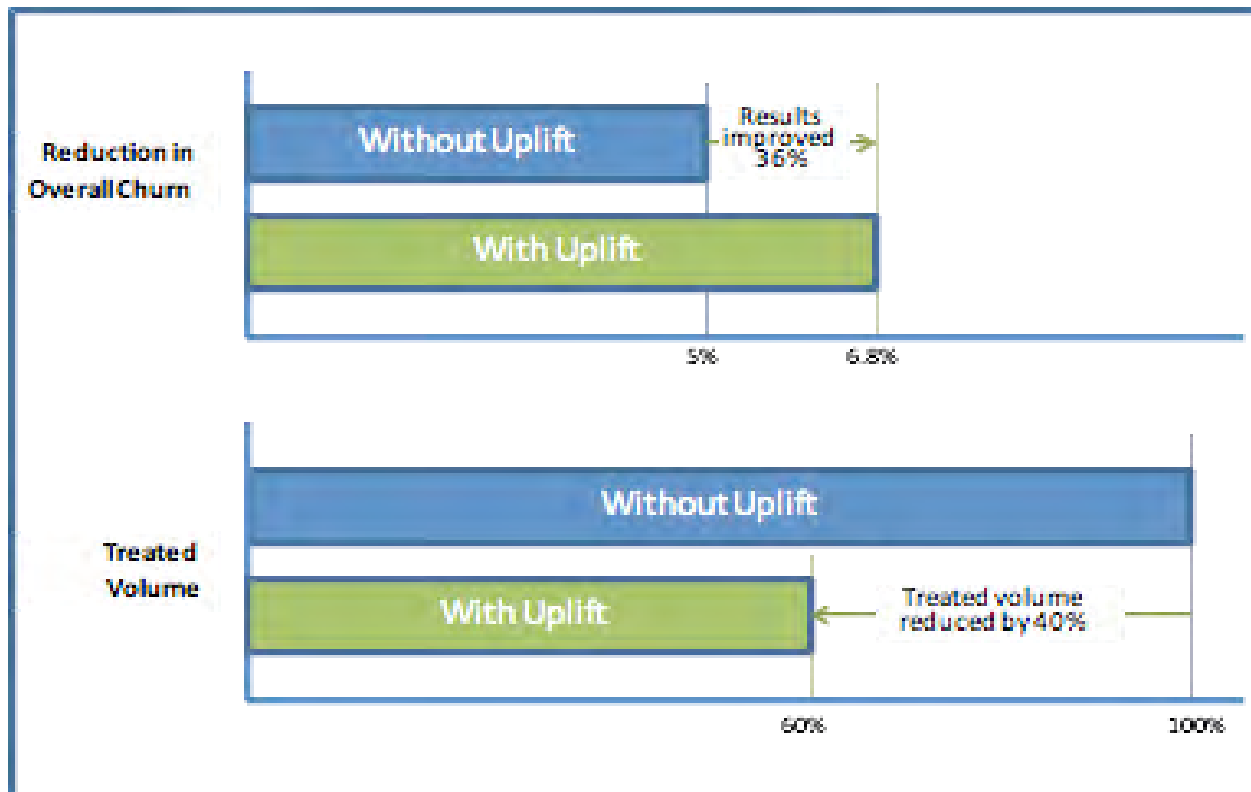 Reduction in
Overall Churn
Without Uplift
Results
improved
36%
With Uplift
5%
6.8%
Treated
Volume
Without Uplift
With Uplift
Treated volume
reduced by 40%
60%
100%